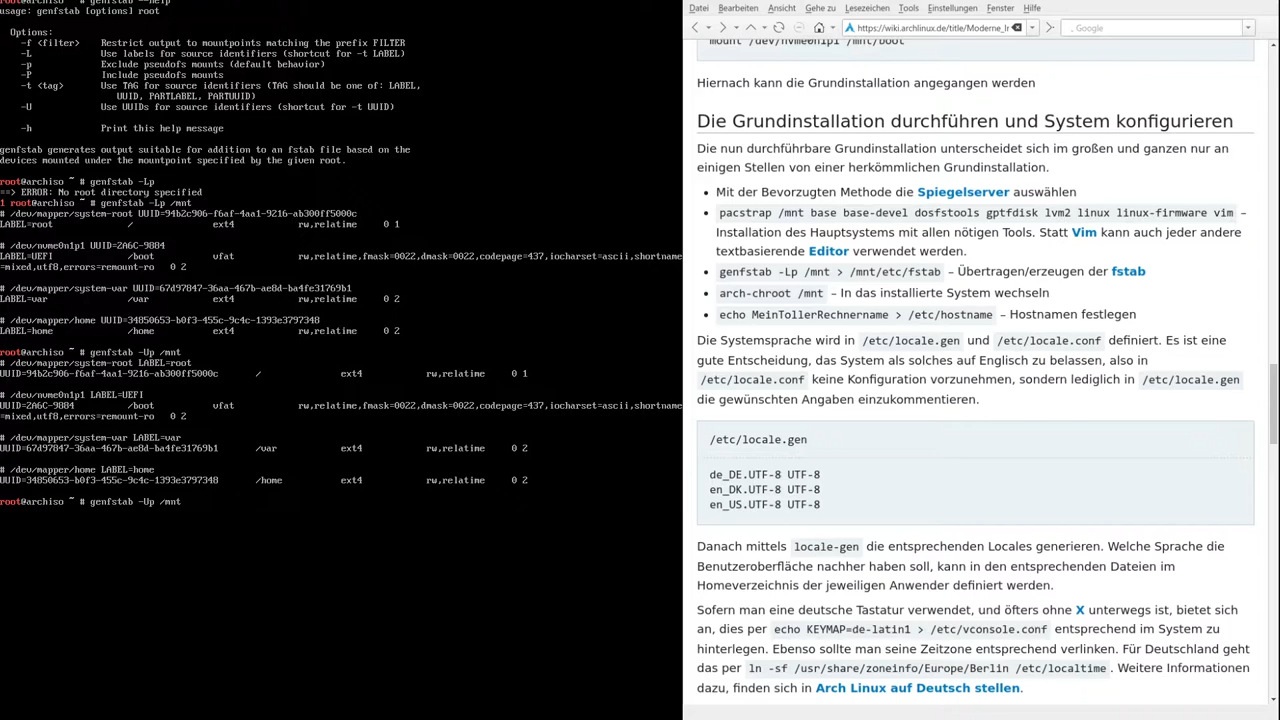 root@archiso ~ # genfstab --help
usage: genfstab [options] root
Options:
-f <filter> Restrict output to mountpoints matching the prefix FILTER
-L Use labels for source identifiers (shortcut for -t LABEL)
-p Exclude pseudofs mounts (default behavior)
-P Include pseudofs mounts
-t <tag> Use TAG for source identifiers (TAG should be one of: LABEL,
UUID, PARTLABEL, PARTUUID)
-U Use UUIDs for source identifiers (shortcut for -t UUID)
-h Print this help message
genfstab generates output suitable for addition to an fstab file based on the
devices mounted under the mountpoint specified by the given root.
root@archiso ~ # genfstab -Lp
==> ERROR: No root directory specified
1 root@archiso ~ # genfstab -Lp /mnt
# /dev/mapper/system-root UUID=94b2c906-f6af-4aa1-9216-ab300ff5000c
LABEL=root / ext4 rw,relatime 0 1
# /dev/nvme0n1p1 UUID=2A6C-9884
LABEL=UEFI /boot vfat rw,relatime,fmask=0022,dmask=0022,codepage=437,iocharset=ascii,shortname
=mixed,utf8,errors=remount-ro 0 2
# /dev/mapper/system-var UUID=67d97847-36aa-467b-ae8d-ba4fe31769b1
LABEL=var /var ext4 rw,relatime 0 2
# /dev/mapper/home UUID=34850653-b0f3-455c-9c4c-1393e3797348
LABEL=home /home ext4 rw,relatime 0 2
root@archiso ~ # genfstab -Up /mnt
# /dev/mapper/system-root LABEL=root
UUID=94b2c906-f6af-4aa1-9216-ab300ff5000c / ext4 rw,relatime 0 1
# /dev/nvme0n1p1 LABEL=UEFI
UUID=2A6C-9884 /boot vfat rw,relatime,fmask=0022,dmask=0022,codepage=437,iocharset=ascii,shortname
=mixed,utf8,errors=remount-ro 0 2
# /dev/mapper/system-var LABEL=var
UUID=67d97847-36aa-467b-ae8d-ba4fe31769b1 /var ext4 rw,relatime 0 2
# /dev/mapper/home LABEL=home
UUID=34850653-b0f3-455c-9c4c-1393e3797348 /home ext4 rw,relatime 0 2
root@archiso ~ # genfstab -Up /mnt
Datei Bearbeiten Ansicht Gehe zu Lesezeichen Tools Einstellungen Fenster Hilfe
https://wiki.archlinux.de/title/Moderne_I Google
mount /dev/nvme0n1p1 /mnt/boot
Hiernach kann die Grundinstallation angegangen werden
Die Grundinstallation durchführen und System konfigurieren
Die nun durchführbare Grundinstallation unterscheidet sich im großen und ganzen nur an
einigen Stellen von einer herkömmlichen Grundinstallation.
• Mit der Bevorzugten Methode die Spiegelserver auswählen
• pacstrap /mnt base base-devel dosfstools gptfdisk lvm2 linux linux-firmware vim –
Installation des Hauptsystems mit allen nötigen Tools. Statt Vim kann auch jeder andere
textbasierende Editor verwendet werden.
• genfstab -Lp /mnt > /mnt/etc/fstab – Übertragen/erzeugen der fstab
• arch-chroot /mnt – In das installierte System wechseln
• echo MeinTollerRechnername > /etc/hostname – Hostnamen festlegen
Die Systemsprache wird in /etc/locale.gen und /etc/locale.conf definiert. Es ist eine
gute Entscheidung, das System als solches auf Englisch zu belassen, also in
/etc/locale.conf keine Konfiguration vorzunehmen, sondern lediglich in /etc/locale.gen
die gewünschten Angaben einzukommentieren.
/etc/locale.gen
de_DE.UTF-8 UTF-8
en_DK.UTF-8 UTF-8
en_US.UTF-8 UTF-8
Danach mittels locale-gen die entsprechenden Locales generieren. Welche Sprache die
Benutzeroberfläche nachher haben soll, kann in den entsprechenden Dateien im
Homeverzeichnis der jeweiligen Anwender definiert werden.
Sofern man eine deutsche Tastatur verwendet, und öfters ohne X unterwegs ist, bietet sich
an, dies per echo KEYMAP=de-latin1 > /etc/vconsole.conf entsprechend im System zu
hinterlegen. Ebenso sollte man seine Zeitzone entsprechend verlinken. Für Deutschland geht
das per ln -sf /usr/share/zoneinfo/Europe/Berlin /etc/localtime. Weitere Informationen
dazu, finden sich in Arch Linux auf Deutsch stellen.